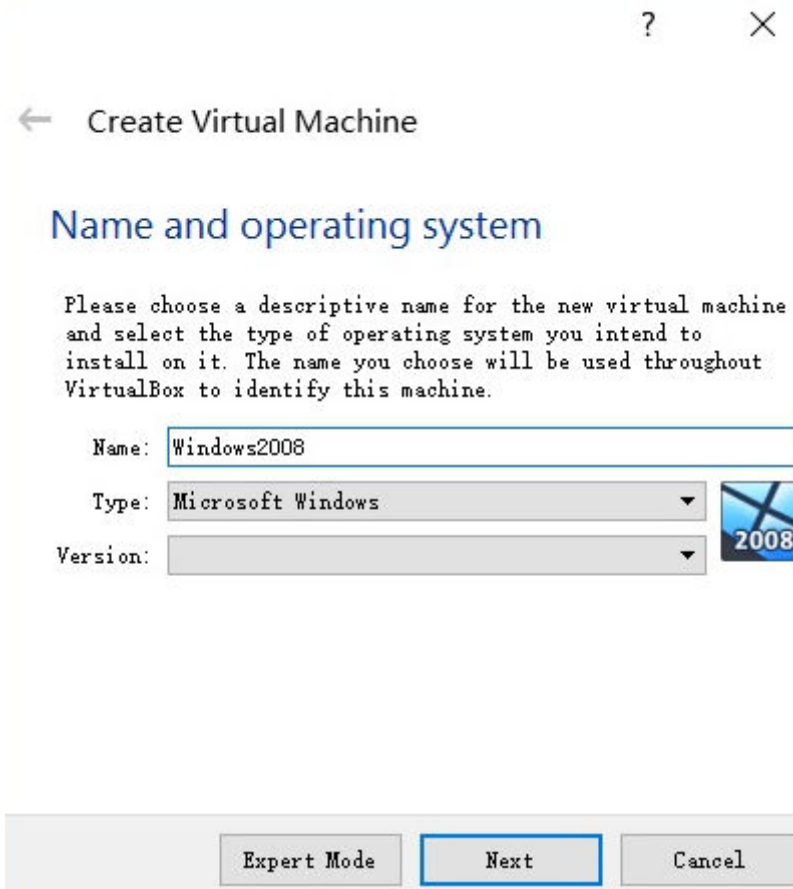 ?
Create Virtual Machine
Name and operating system
Please choose a descriptive name for the new virtual machine
and select the type of operating system you intend to
install on it. The name you choose will be used throughout
VirtualBox to identify this machine.
Name: Windows2008
Type: Microsoft Windows
2008
Version:
Expert Mode Next Cancel